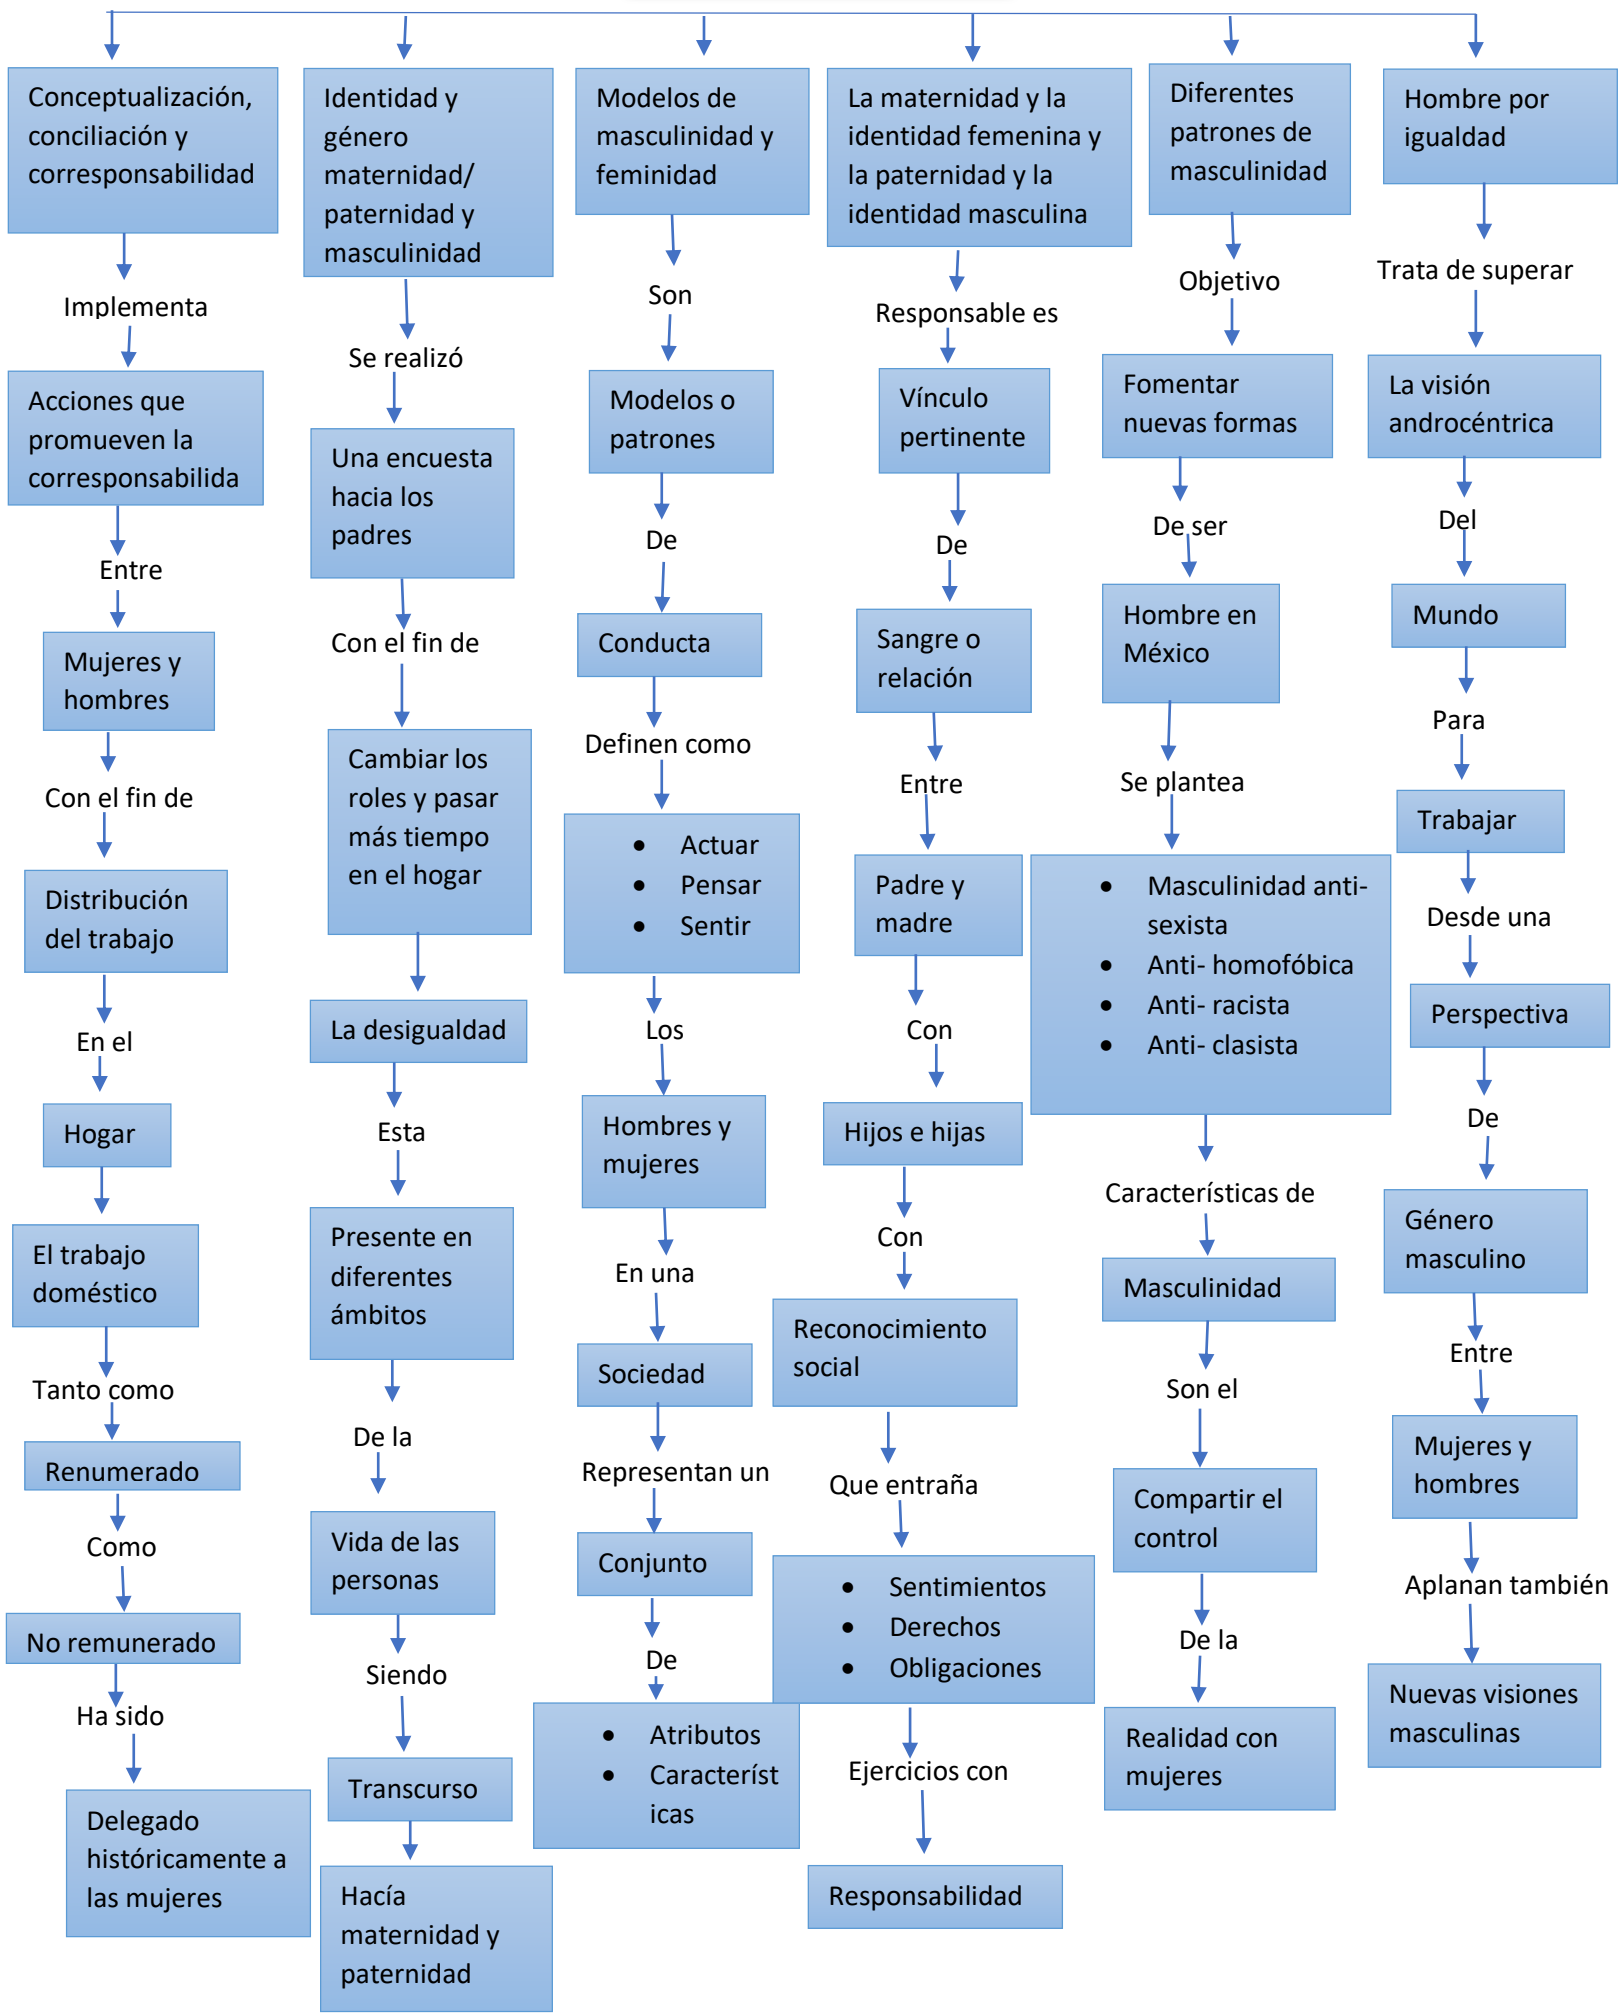 Conceptualización,
conciliación y
corresponsabilidad
Implementa
Acciones que
promueven la
corresponsabilida
Entre
Mujeres y
hombres
Con el fin de
Distribución
del trabajo
En el
Hogar
El trabajo
doméstico
Tanto como
Renumerado
Como
No remunerado
Ha sido
Delegado
históricamente a
las mujeres
Identidad y
género
maternidad/
paternidad y
masculinidad
Se realizó
Una encuesta
hacia los
padres
Con el fin de
Cambiar los
roles y pasar
más tiempo
en el hogar
La desigualdad
Esta
Presente en
diferentes
ámbitos
De la
Vida de las
personas
Siendo
Transcurso
Hacía
maternidad y
paternidad
Modelos de
masculinidad y
feminidad
Son
Modelos o
patrones
De
Conducta
Definen como
• Actuar
• Pensar
• Sentir
Los
Hombres y
mujeres
En una
Sociedad
Representan un
Conjunto
De
• Atributos
• Característ
icas
La maternidad y la
identidad femenina y
la paternidad y la
identidad masculina
Responsable es
Vínculo
pertinente
De
Sangre o
relación
Entre
Padre y
madre
Con
Hijos e hijas
Con
Reconocimiento
social
Que entraña
• Sentimientos
• Derechos
• Obligaciones
Ejercicios con
Responsabilidad
Diferentes
patrones de
masculinidad
Objetivo
Fomentar
nuevas formas
De ser
Hombre en
México
Se plantea
• Masculinidad anti-
sexista
• Anti- homofóbica
• Anti- racista
• Anti- clasista
Características de
Masculinidad
Son el
Compartir el
control
De la
Realidad con
mujeres
Hombre por
igualdad
Trata de superar
La visión
androcéntrica
Del
Mundo
Para
Trabajar
Desde una
Perspectiva
De
Género
masculino
Entre
Mujeres y
hombres
Aplanan también
Nuevas visiones
masculinas